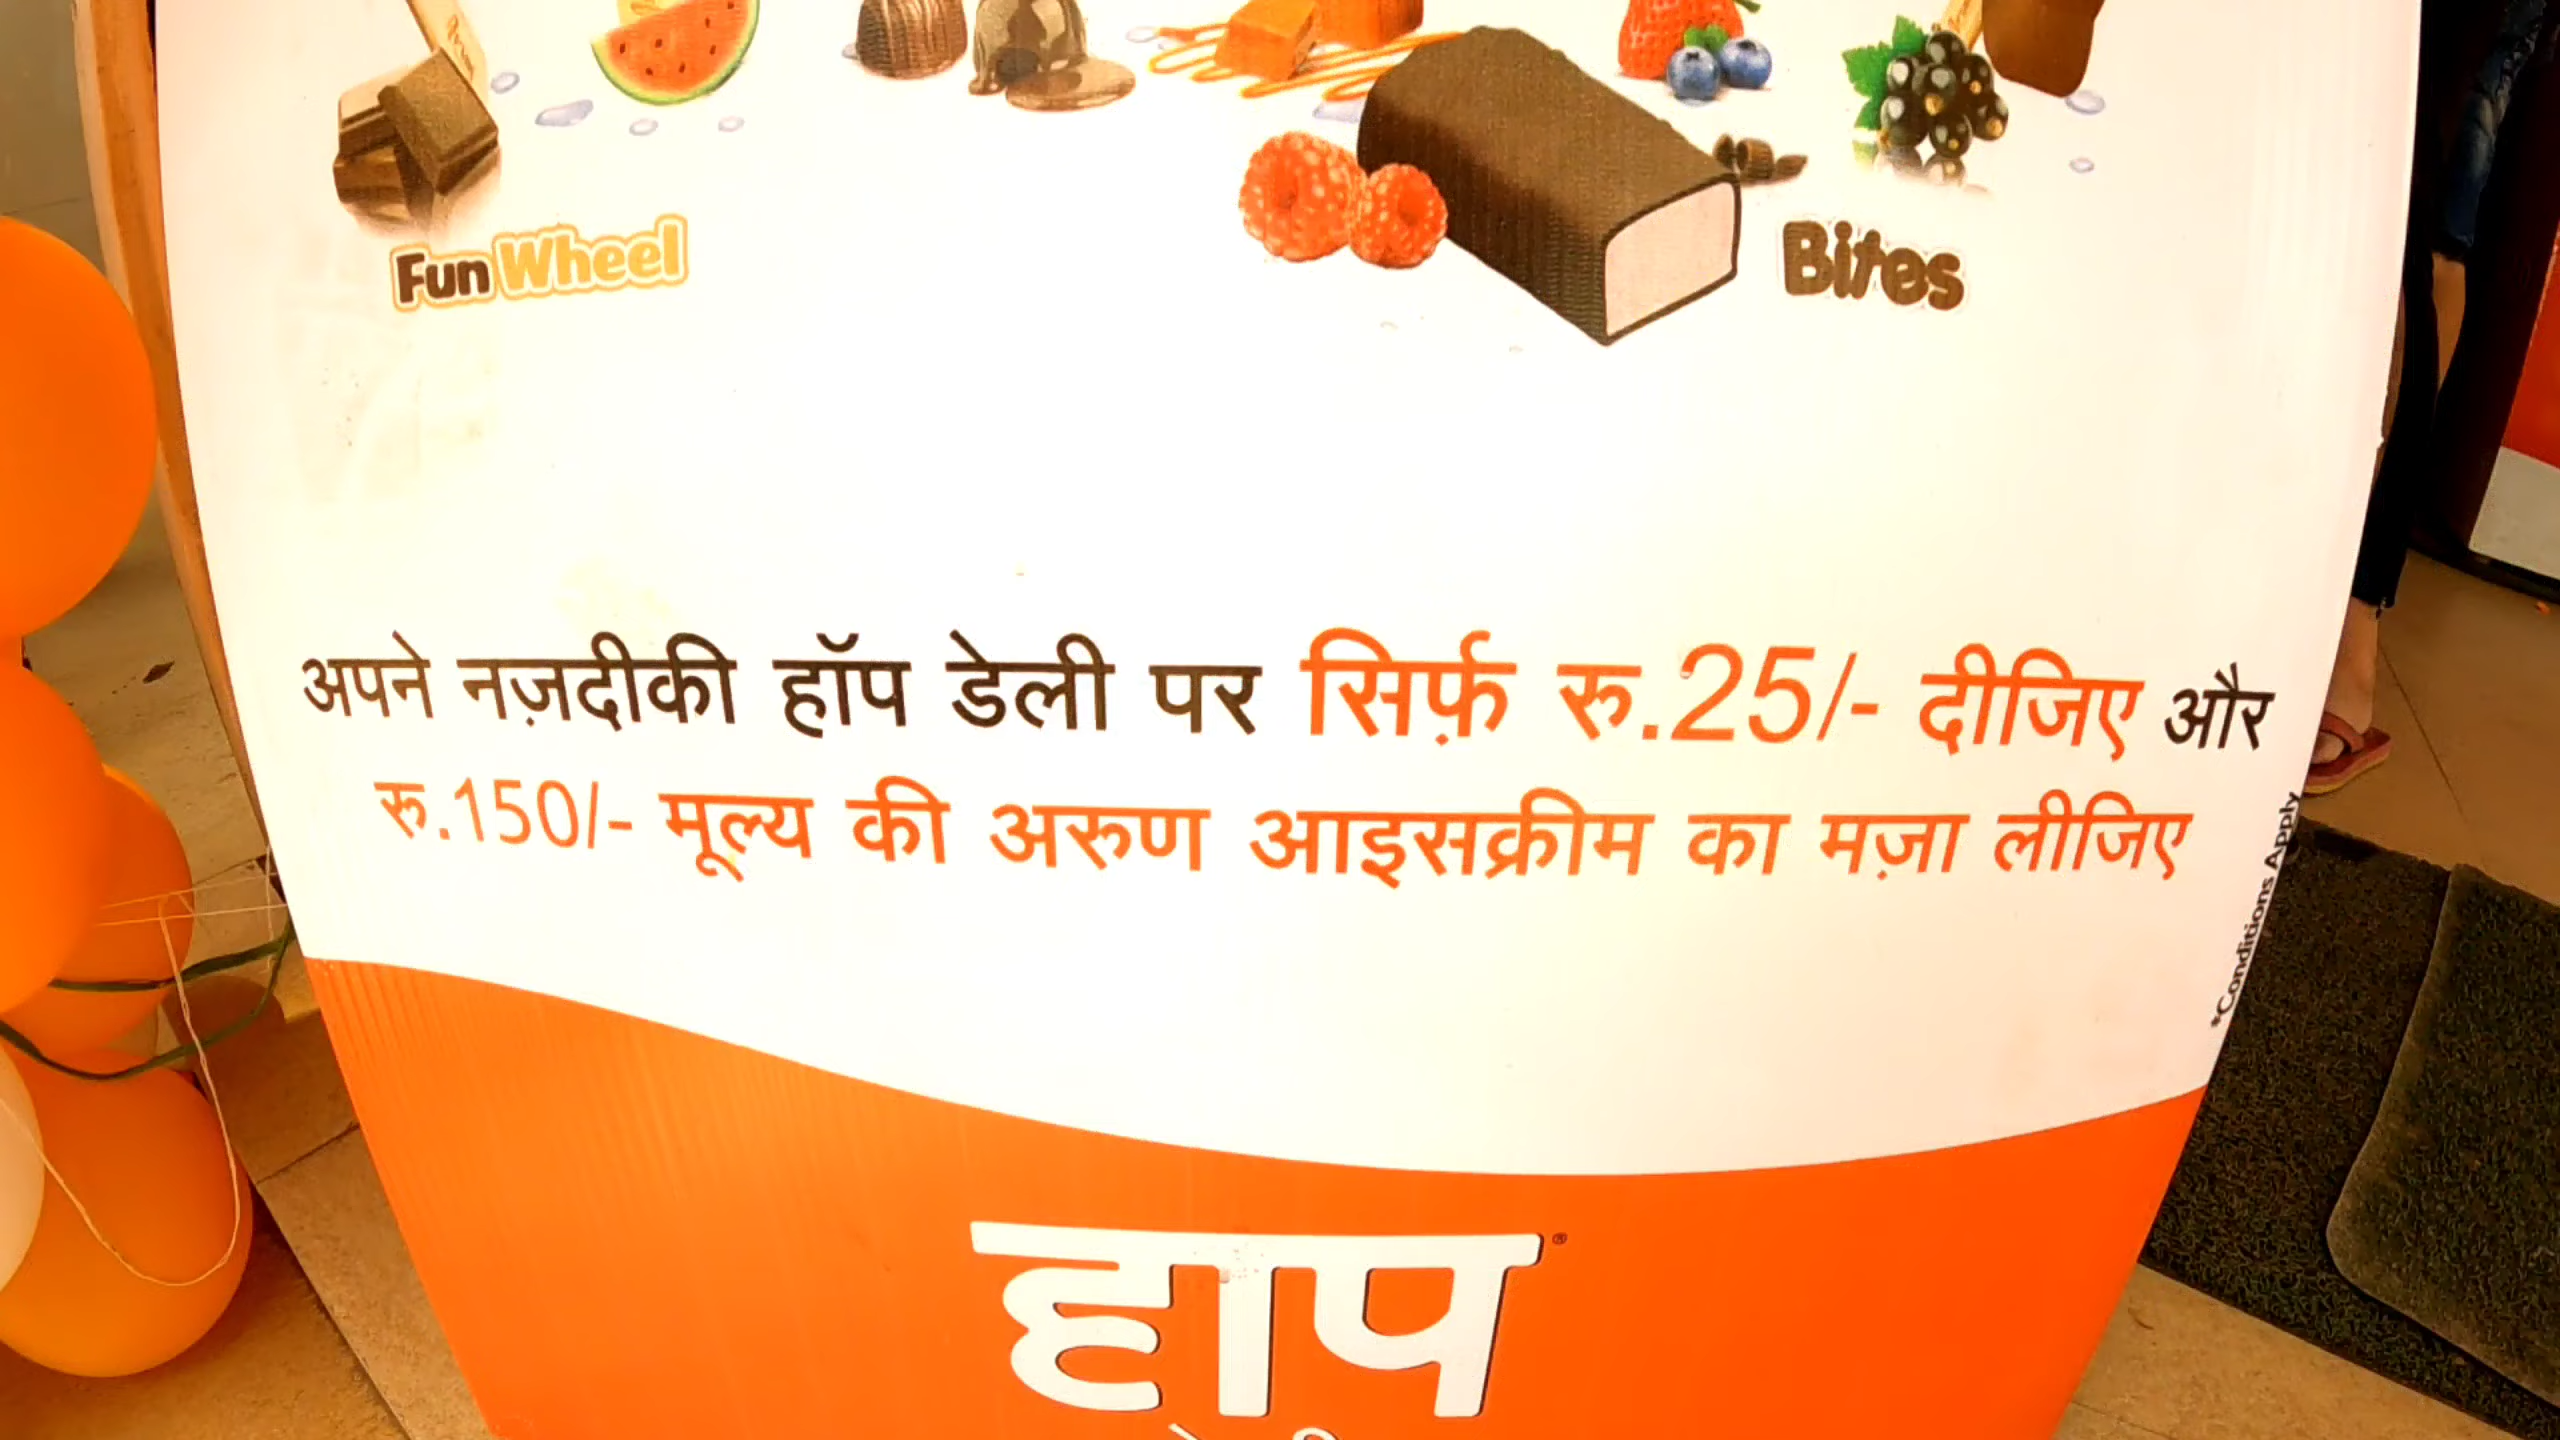 Fun Wheel
Bites
अपने नज़दीकी हॉप डेली पर सिर्फ़ रू.25/- दीजिए और
रू.150/- मूल्य की अरुण आइसक्रीम का मज़ा लीजिए
*Conditions Apply
हाप®